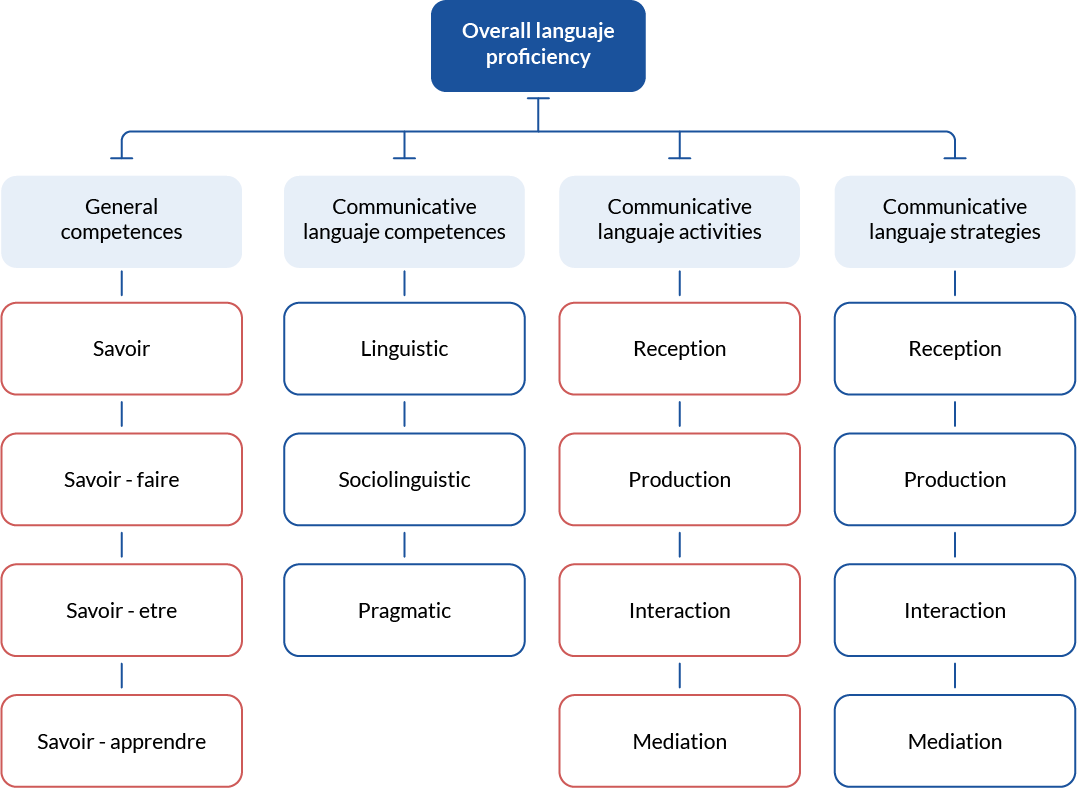 Overall languaje
proficiency
General
competences
Communicative
languaje competences
Communicative
languaje activities
Communicative
languaje strategies
Savoir
Linguistic
Reception
Reception
Savoir - faire
Sociolinguistic
Production
Production
Savoir - etre
Pragmatic
Interaction
Interaction
Savoir - apprendre
Mediation
Mediation